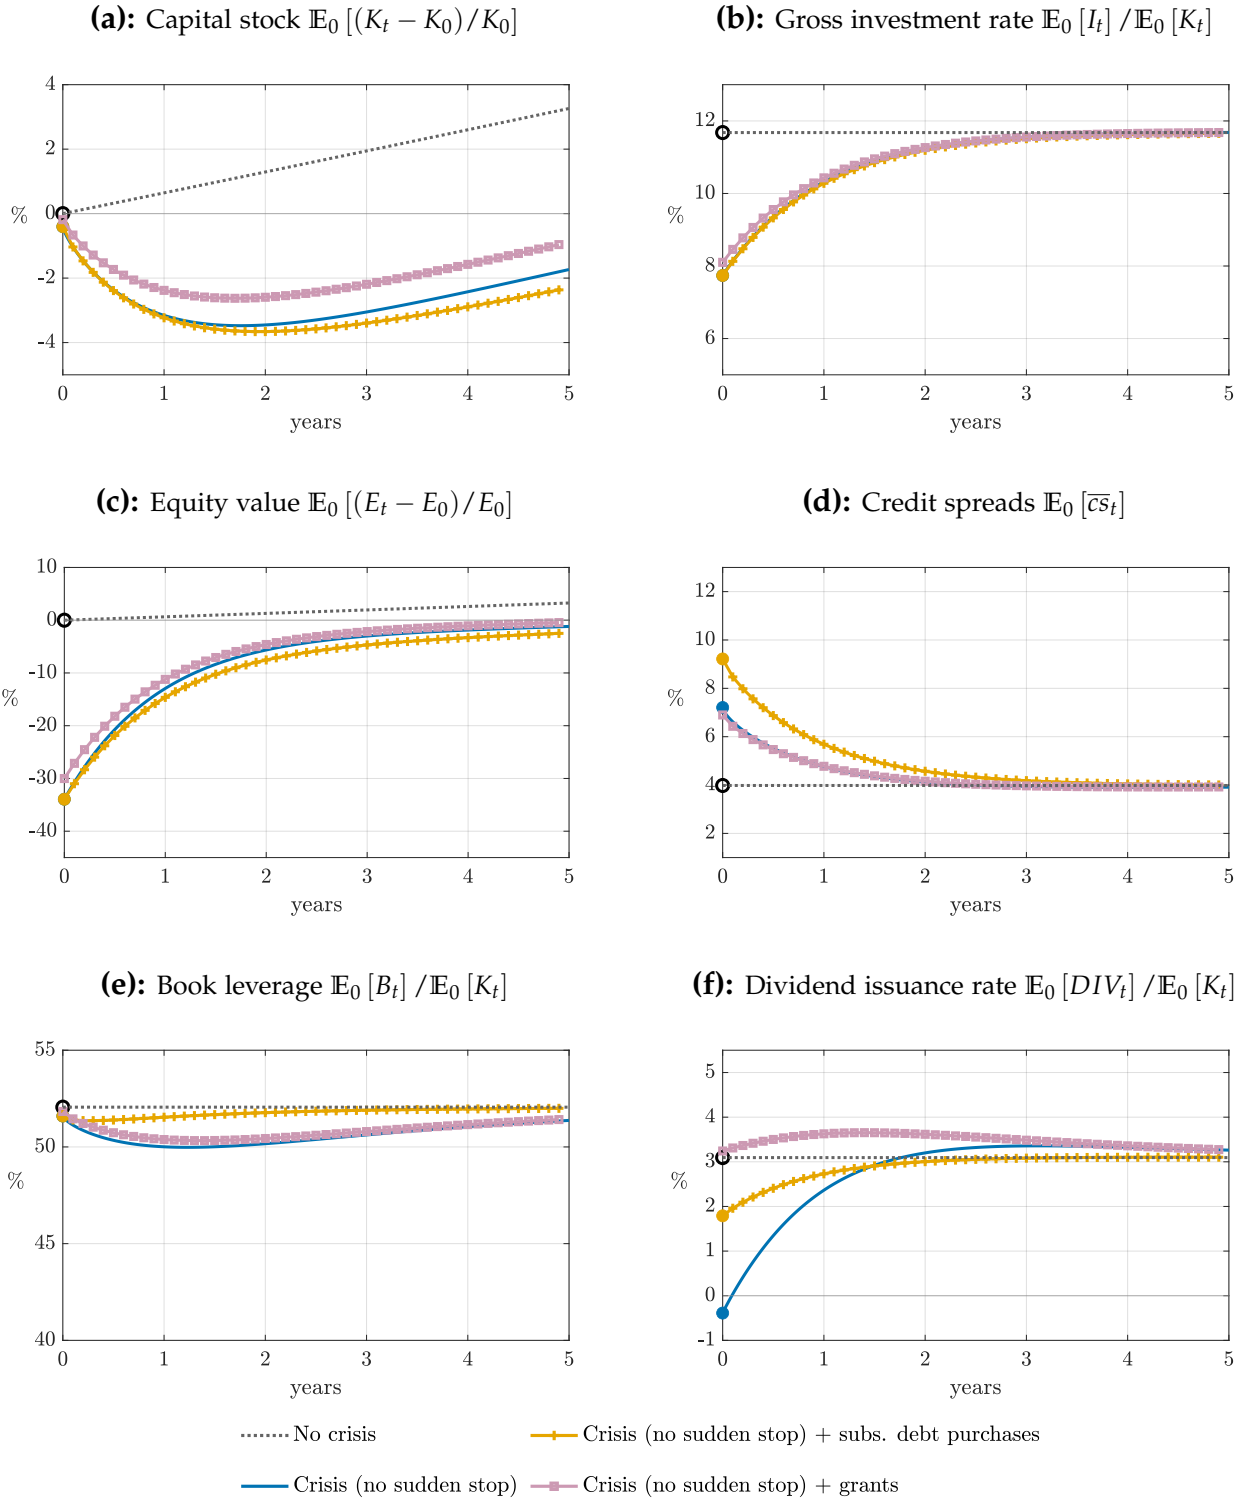 (a): Capital stock 𝔼₀ [(Kₜ − K₀)/K₀]
4
2
0
%
-2
-4
0 1 2 3 4 5
years
(b): Gross investment rate 𝔼₀ [Iₜ] /𝔼₀ [Kₜ]
12
10
%
8
6
0 1 2 3 4 5
years
(c): Equity value 𝔼₀ [(Eₜ − E₀)/E₀]
10
0
-10
%
-20
-30
-40
0 1 2 3 4 5
years
(d): Credit spreads 𝔼₀ [c̅s̅ₜ]
12
10
%
8
6
4
2
0 1 2 3 4 5
years
(e): Book leverage 𝔼₀ [Bₜ] /𝔼₀ [Kₜ]
55
50
%
45
40
0 1 2 3 4 5
years
(f): Dividend issuance rate 𝔼₀ [DIVₜ] /𝔼₀ [Kₜ]
5
4
3
%
2
1
0
-1
0 1 2 3 4 5
years
No crisis
Crisis (no sudden stop) + subs. debt purchases
Crisis (no sudden stop)
Crisis (no sudden stop) + grants